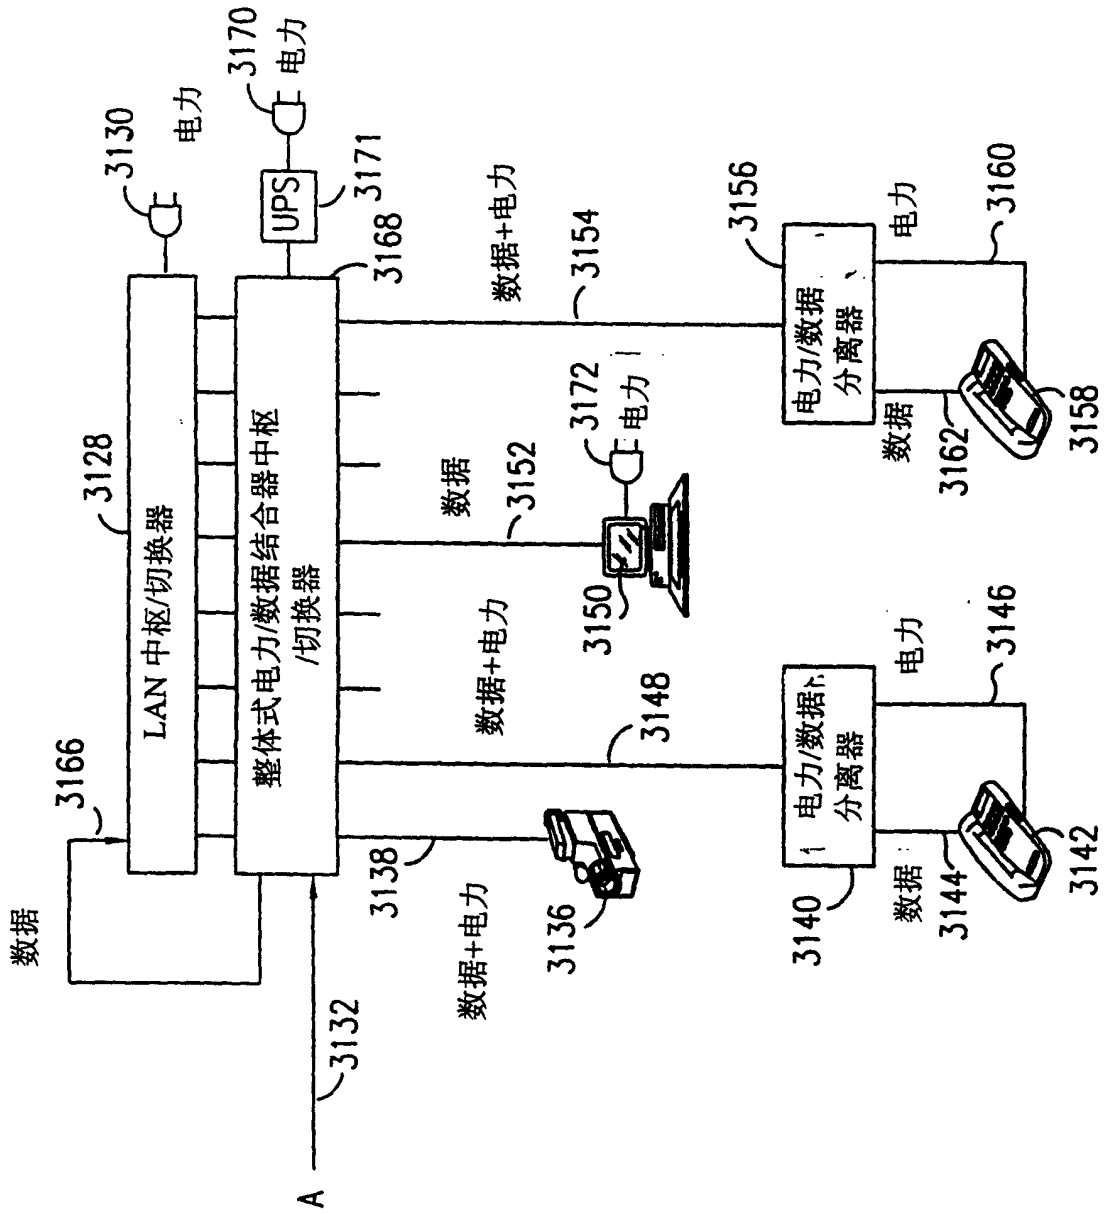 3130
电力
3170
电力
UPS
3171
3128
LAN 中枢/切换器
3166
数据
整体式电力/数据结合器中枢
/切换器
3168
3132
A
3138
数据+电力
3136
数据+电力
3148
数据
3152
3150
3172
电力
数据+电力
3154
3140
电力/数据
分离器
数据
3144
3142
电力
3146
3156
电力/数据
分离器
数据
3162
3158
电力
3160